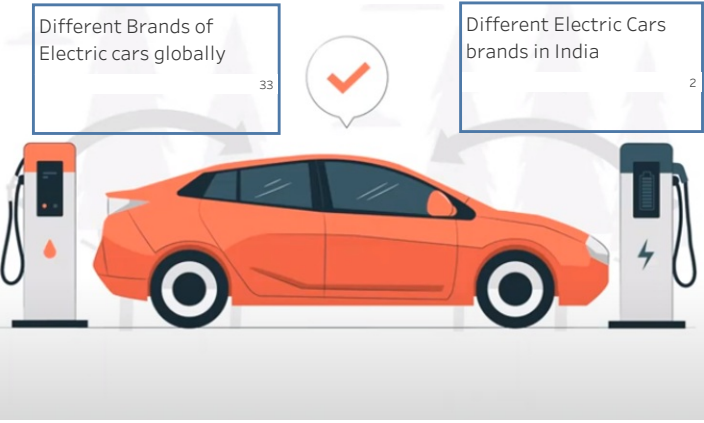 Different Brands of
Electric cars globally
33
Different Electric Cars
brands in India
2